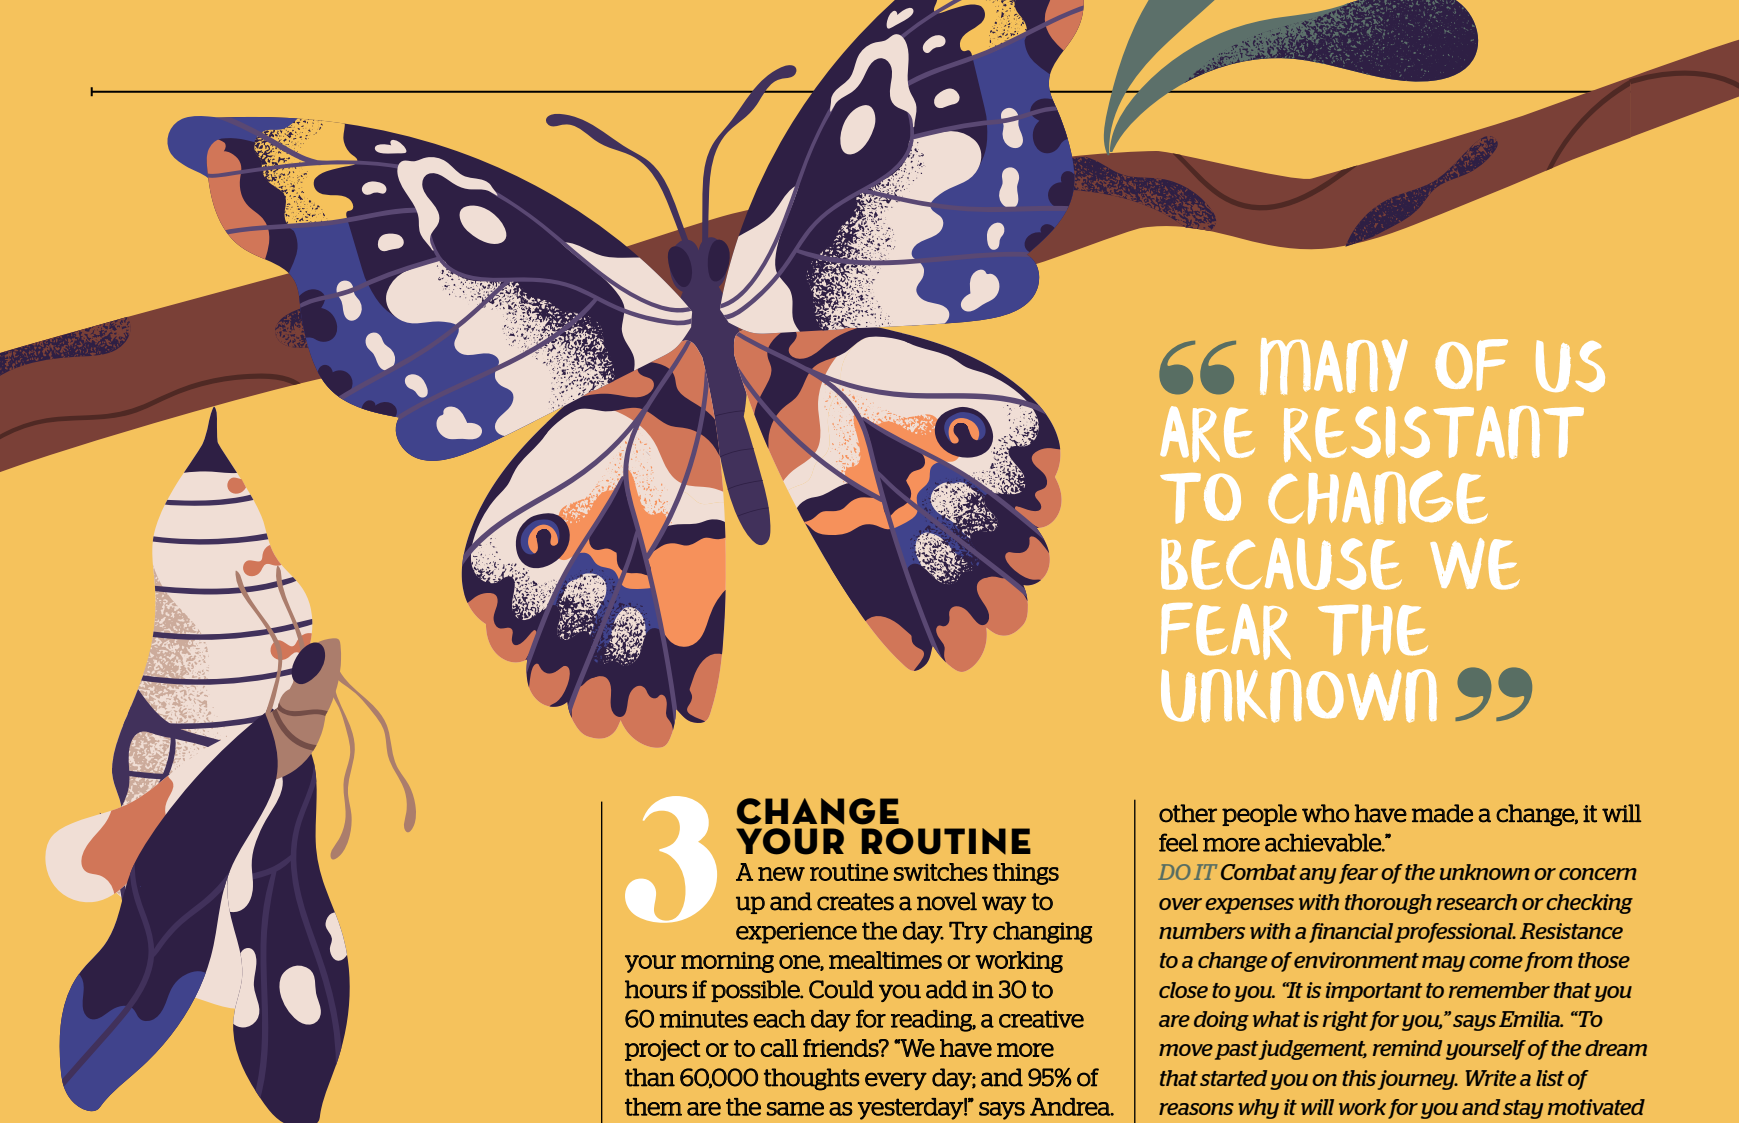 “ MANY OF US
ARE RESISTANT
TO CHANGE
BECAUSE WE
FEAR THE
UNKNOWN ”
3 CHANGE
YOUR ROUTINE
A new routine switches things
up and creates a novel way to
experience the day. Try changing
your morning one, mealtimes or working
hours if possible. Could you add in 30 to
60 minutes each day for reading, a creative
project or to call friends? “We have more
than 60,000 thoughts every day; and 95% of
them are the same as yesterday!” says Andrea.
other people who have made a change, it will
feel more achievable.”
DO IT Combat any fear of the unknown or concern
over expenses with thorough research or checking
numbers with a financial professional. Resistance
to a change of environment may come from those
close to you. “It is important to remember that you
are doing what is right for you,” says Emilia. “To
move past judgement, remind yourself of the dream
that started you on this journey. Write a list of
reasons why it will work for you and stay motivated